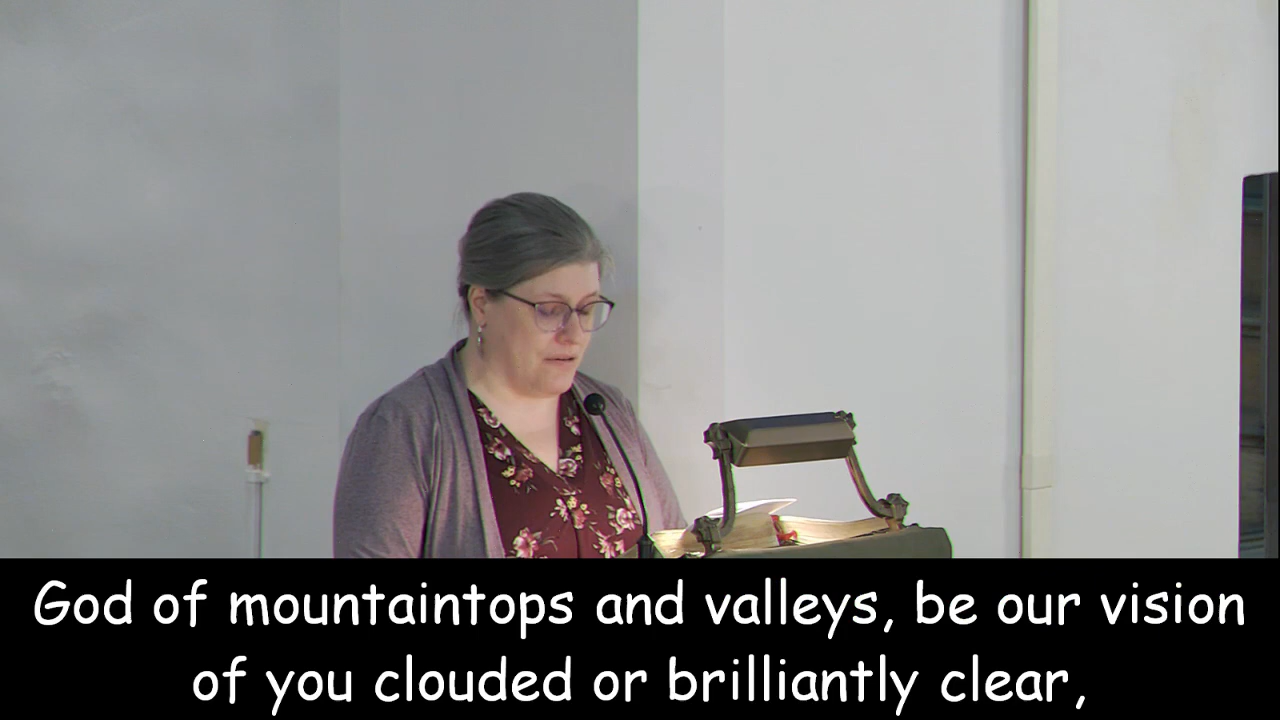 God of mountaintops and valleys, be our vision
of you clouded or brilliantly clear,